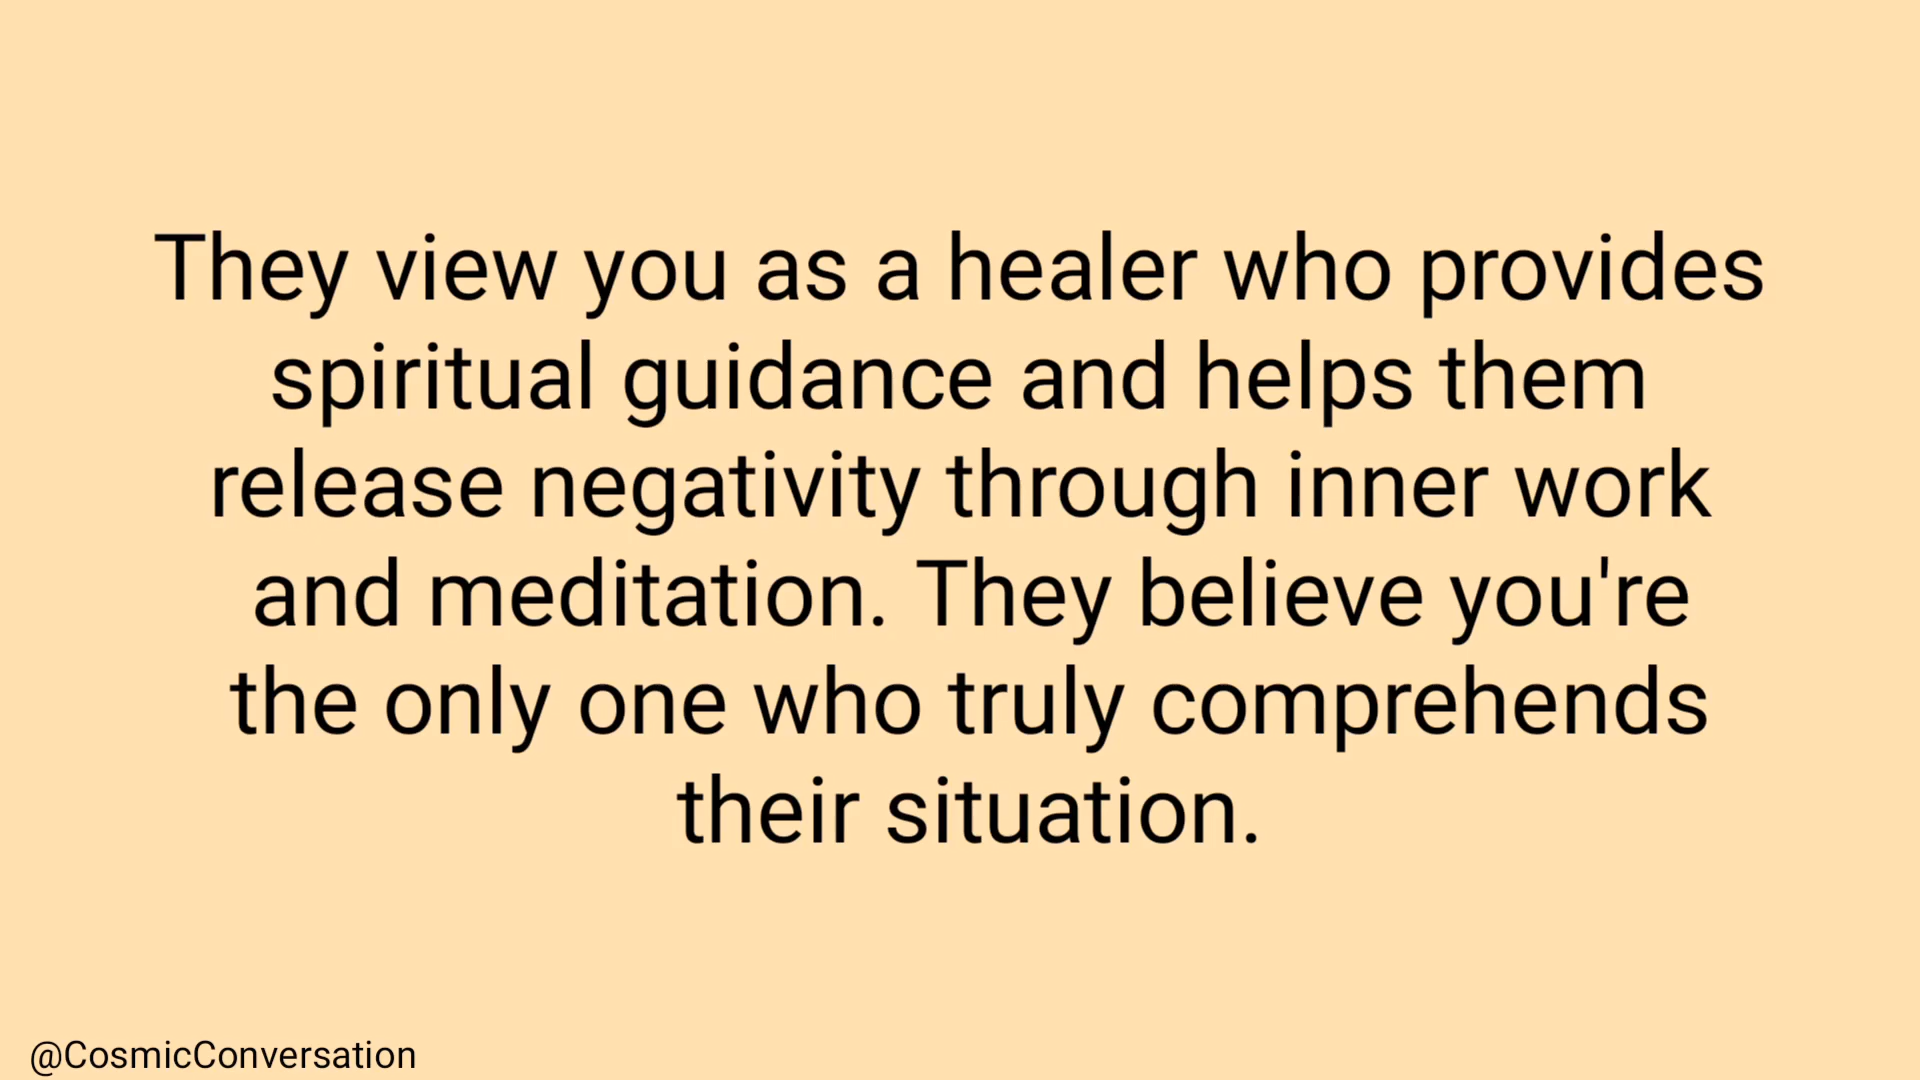 They view you as a healer who provides
spiritual guidance and helps them
release negativity through inner work
and meditation. They believe you're
the only one who truly comprehends
their situation.
@CosmicConversation